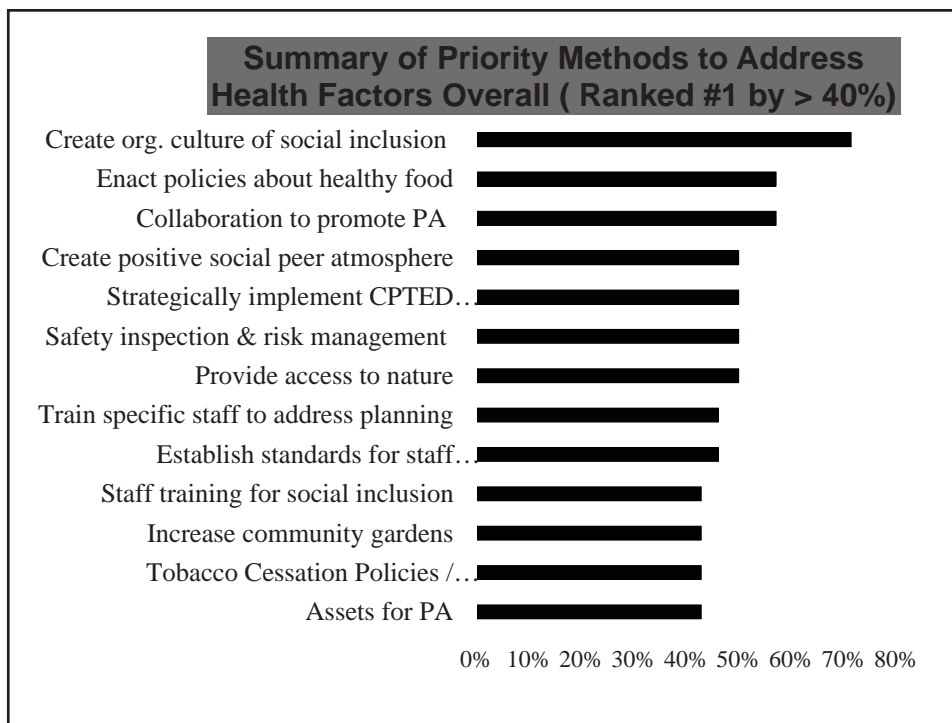 Summary of Priority Methods to Address
Health Factors Overall ( Ranked #1 by > 40%)
Create org. culture of social inclusion
Enact policies about healthy food
Collaboration to promote PA
Create positive social peer atmosphere
Strategically implement CPTED…
Safety inspection & risk management
Provide access to nature
Train specific staff to address planning
Establish standards for staff…
Staff training for social inclusion
Increase community gardens
Tobacco Cessation Policies /…
Assets for PA
0% 10% 20% 30% 40% 50% 60% 70% 80%